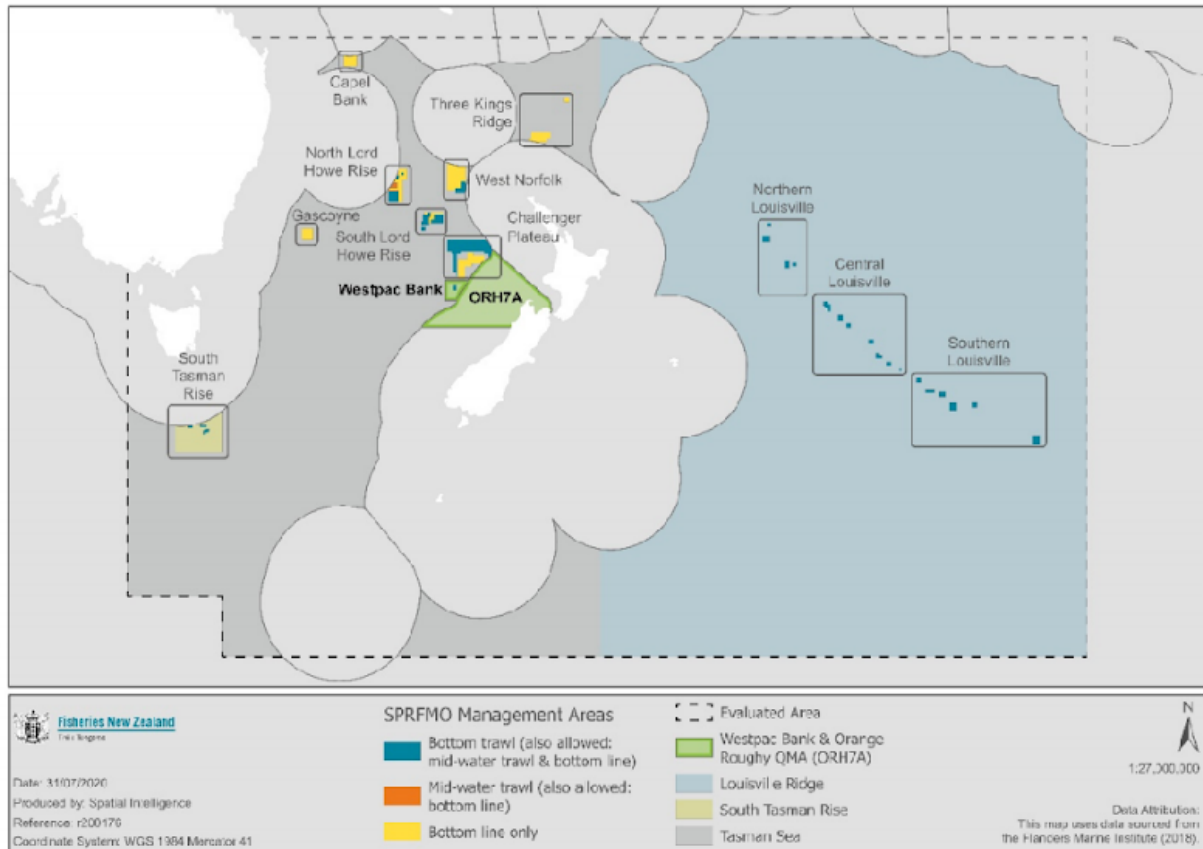 Capel
Bank
Three Kings
Ridge
North Lord
Howe Rise
West Norfolk
Northern
Louisville
Gascoyne
South Lord
Howe Rise
Challenger
Plateau
Central
Louisville
Westpac Bank
ORH7A
Southern
Louisville
South
Tasman
Rise
Fisheries New Zealand
Date: 31/07/2020
Produced by: Spatial Intelligence
Reference: r200176
Coordinate System: WGS 1984 Mercator 41
SPRFMO Management Areas
Bottom trawl (also allowed:
mid-water trawl & bottom line)
Mid-water trawl (also allowed:
bottom line)
Bottom line only
Evaluated Area
Westpac Bank & Orange
Roughy QMA (ORH7A)
Louisville Ridge
South Tasman Rise
Tasman Sea
N
1:27,000,000
Data Attribution:
This map uses data sourced from
the Flanders Marine Institute (2018).